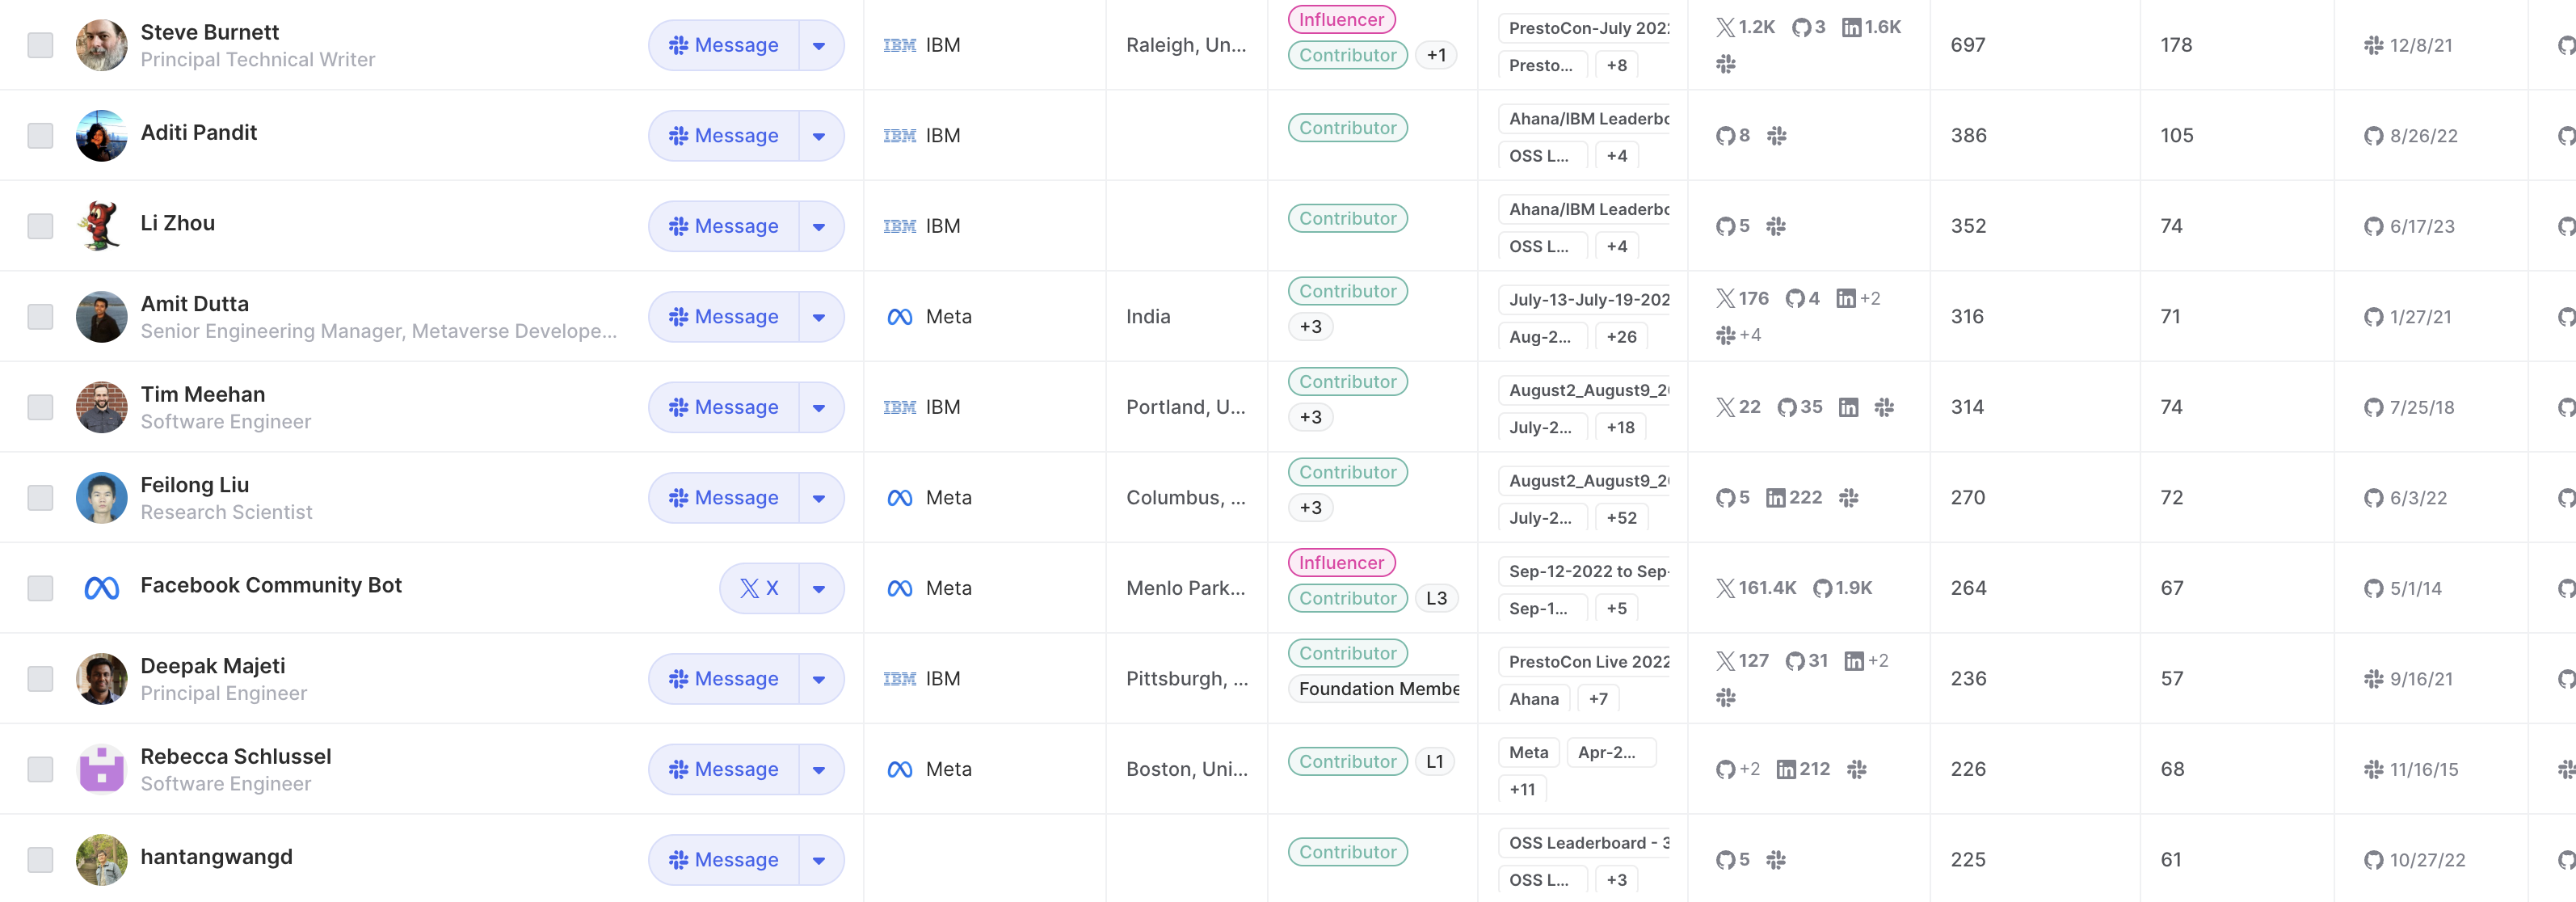 Steve Burnett
Principal Technical Writer
Message
IBM IBM
Raleigh, Un...
Influencer
Contributor +1
PrestoCon-July 202
Presto... +8
1.2K 3 in 1.6K
697
178
12/8/21
Aditi Pandit
Message
IBM IBM
Contributor
Ahana/IBM Leaderbo
OSS L... +4
8
386
105
8/26/22
Li Zhou
Message
IBM IBM
Contributor
Ahana/IBM Leaderbo
OSS L... +4
5
352
74
6/17/23
Amit Dutta
Senior Engineering Manager, Metaverse Develope...
Message
Meta
India
Contributor
+3
July-13-July-19-202
Aug-2... +26
176 4 in +2
+4
316
71
1/27/21
Tim Meehan
Software Engineer
Message
IBM IBM
Portland, U...
Contributor
+3
August2_August9_20
July-2... +18
22 35 in
314
74
7/25/18
Feilong Liu
Research Scientist
Message
Meta
Columbus, ...
Contributor
+3
August2_August9_20
July-2... +52
5 in 222
270
72
6/3/22
Facebook Community Bot
X
Meta
Menlo Park...
Influencer
Contributor L3
Sep-12-2022 to Sep-
Sep-1... +5
161.4K 1.9K
264
67
5/1/14
Deepak Majeti
Principal Engineer
Message
IBM IBM
Pittsburgh, ...
Contributor
Foundation Membe
PrestoCon Live 2022
Ahana +7
127 31 in +2
236
57
9/16/21
Rebecca Schlussel
Software Engineer
Message
Meta
Boston, Uni...
Contributor L1
Meta Apr-2...
+11
+2 in 212
226
68
11/16/15
hantangwangd
Message
Contributor
OSS Leaderboard - 3
OSS L... +3
5
225
61
10/27/22